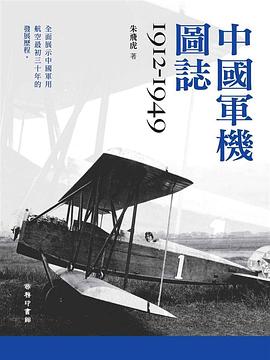 中國軍機
圖誌
1912-1949
朱飛虎 著
全面展示中國軍用
航空最初三十年的
發展歷程。
1
商務印書館